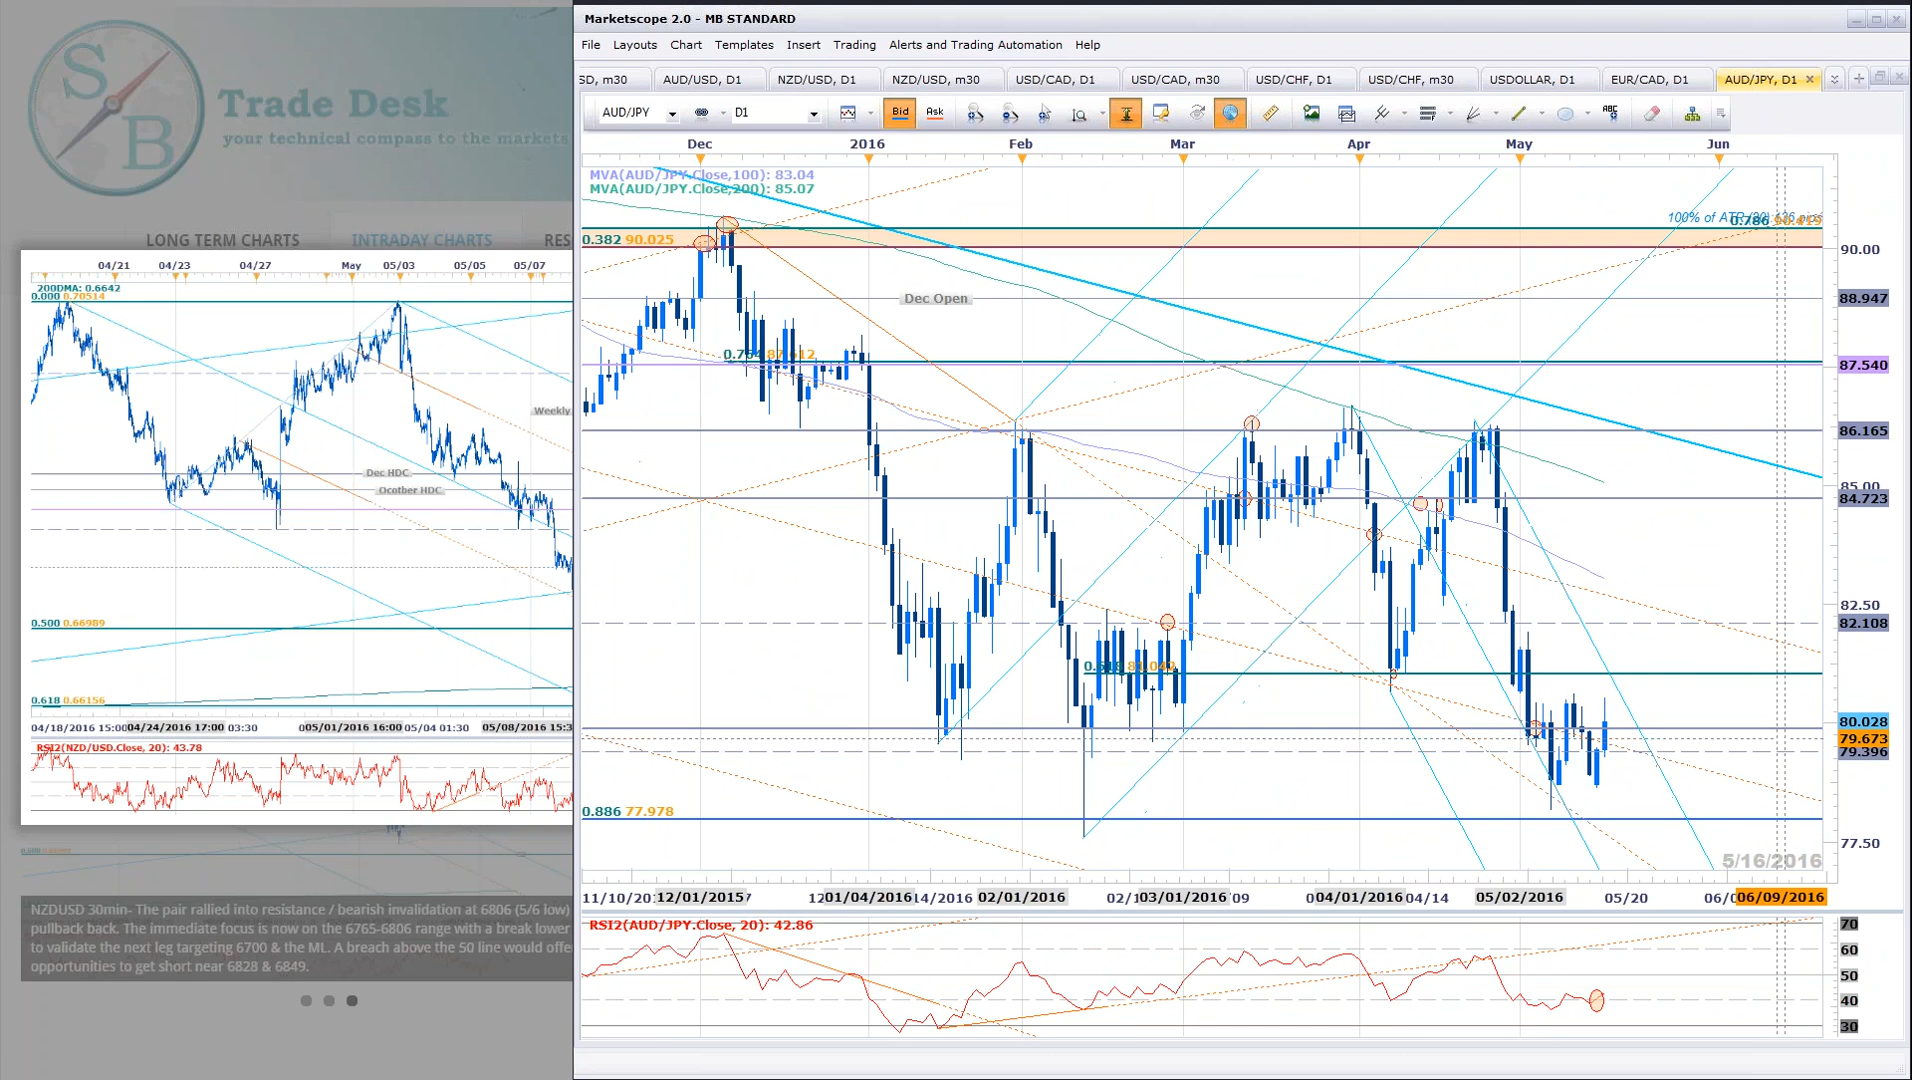 S
B
Trade Desk
your technical compass to the markets
LONG TERM CHARTS
INTRADAY CHARTS
RES
04/21 04/23 04/27 May 05/03 05/05 05/07
200DMA: 0.6642
0.000 0.70514
Weekly
Dec HDC
Ocother HDC
0.500 0.66989
0.618 0.66156
04/18/2016 15:00 04/24/2016 17:00 03:30 05/01/2016 16:00 05/04 01:30 05/08/2016 15:3
RSI2(NZD/USD.Close, 20): 43.78
NZDUSD 30min- The pair rallied into resistance / bearish invalidation at 6806 (5/6 low)
pullback back. The immediate focus is now on the 6765-6806 range with a break lower
to validate the next leg targeting 6700 & the ML. A breach above the 50 line would offe
opportunities to get short near 6828 & 6849.
Marketscope 2.0 - MB STANDARD
File Layouts Chart Templates Insert Trading Alerts and Trading Automation Help
SD, m30 AUD/USD, D1 NZD/USD, D1 NZD/USD, m30 USD/CAD, D1 USD/CAD, m30 USD/CHF, D1 USD/CHF, m30 USDOLLAR, D1 EUR/CAD, D1 AUD/JPY, D1
AUD/JPY D1 Bid Ask ABC
Dec 2016 Feb Mar Apr May Jun
MVA(AUD/JPY.Close,100): 83.04
MVA(AUD/JPY.Close,200): 85.07
100% of ATR
0.786
0.382 90.025
90.00
Dec Open
88.947
87.540
86.165
85.00
84.723
82.50
82.108
80.028
79.673
79.396
0.886 77.978
77.50
5/16/2016
11/10/201 12/01/2015 01/04/2016 02/01/2016 03/01/2016 04/01/2016 04/14 05/02/2016 05/20 06/09/2016
RSI2(AUD/JPY.Close, 20): 42.86
70
60
50
40
30